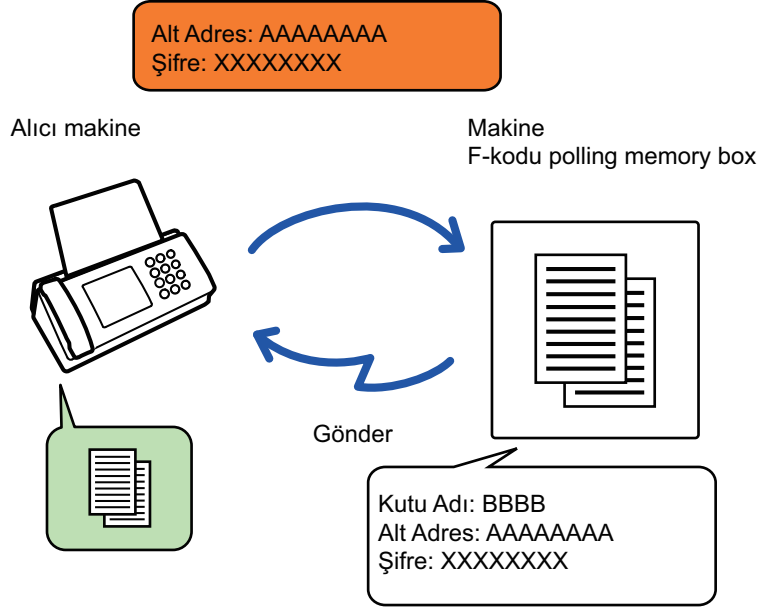 Alt Adres: AAAAAAAA
Şifre: XXXXXXXX
Alıcı makine
Makine
F-kodu polling memory box
Gönder
Kutu Adı: BBBB
Alt Adres: AAAAAAAA
Şifre: XXXXXXXX